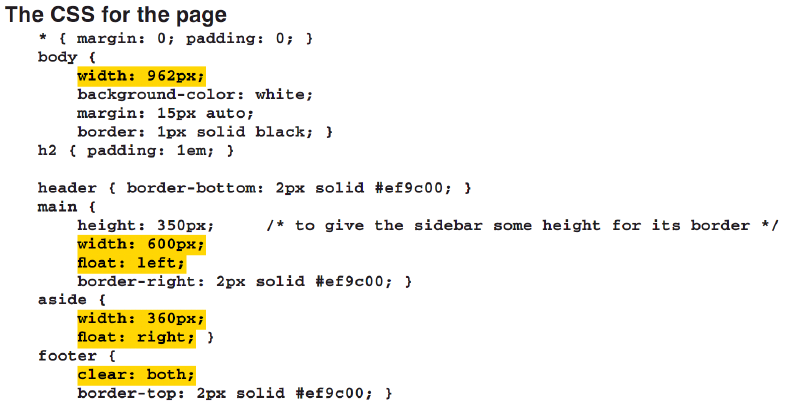 The CSS for the page
* { margin: 0; padding: 0; }
body {
width: 962px;
background-color: white;
margin: 15px auto;
border: 1px solid black; }
h2 { padding: 1em; }
header { border-bottom: 2px solid #ef9c00; }
main {
height: 350px; /* to give the sidebar some height for its border */
width: 600px;
float: left;
border-right: 2px solid #ef9c00; }
aside {
width: 360px;
float: right; }
footer {
clear: both;
border-top: 2px solid #ef9c00; }